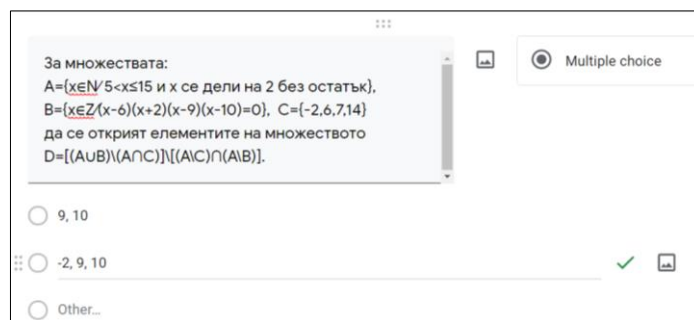 За множествата:
A={x∈N⁄ 5<x≤15 и x се дели на 2 без остатък},
B={x∈Z⁄(x-6)(x+2)(x-9)(x-10)=0}, C={-2,6,7,14}
да се открият елементите на множеството
D=[(A∪B)\(A∩C)]\[(A\C)∩(A\B)].
Multiple choice
9, 10
-2, 9, 10
Other...